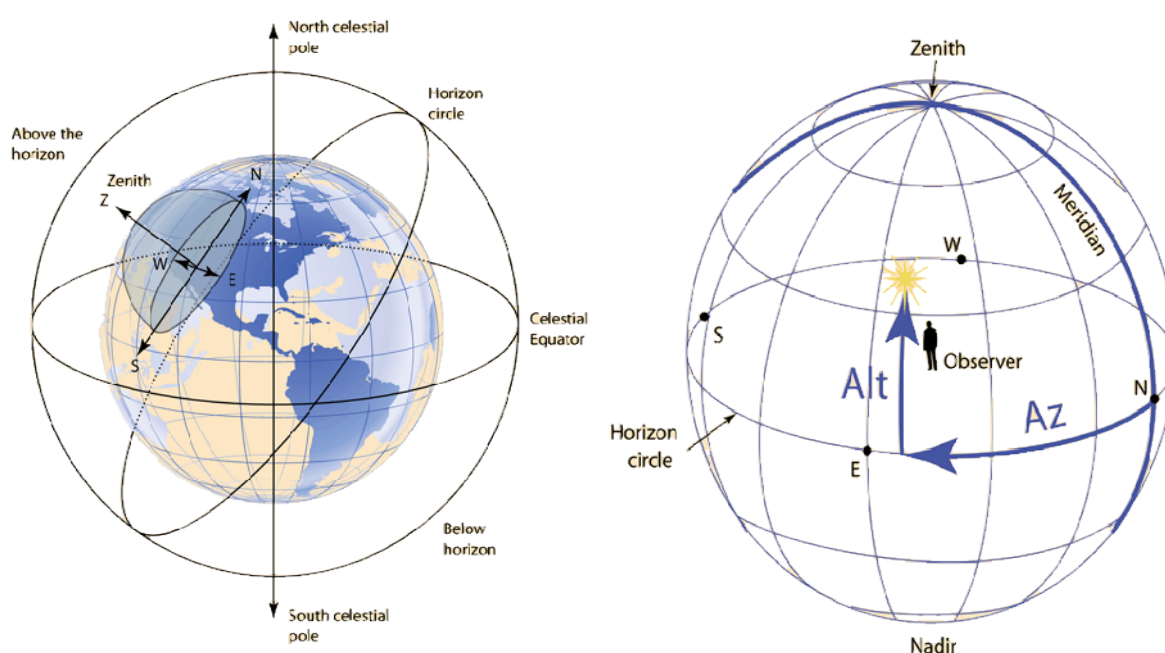 North celestial
pole
Horizon
circle
Above the
horizon
Zenith
Z
N
W
E
S
Celestial
Equator
Below
horizon
South celestial
pole
Zenith
Meridian
W
S
Observer
Alt
N
Az
Horizon
circle
E
Nadir